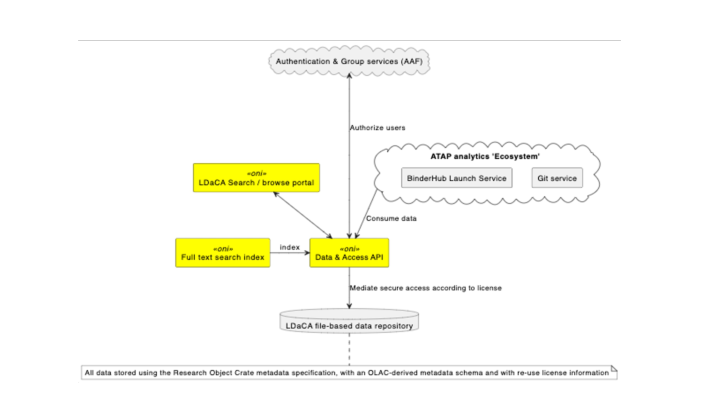 Authentication & Group services (AAF)
Authorize users
ATAP analytics 'Ecosystem'
BinderHub Launch Service
Git service
«oni»
LDaCA Search / browse portal
Consume data
«oni»
Full text search index
index
«oni»
Data & Access API
Mediate secure access according to license
LDaCA file-based data repository
All data stored using the Research Object Crate metadata specification, with an OLAC-derived metadata schema and with re-use license information